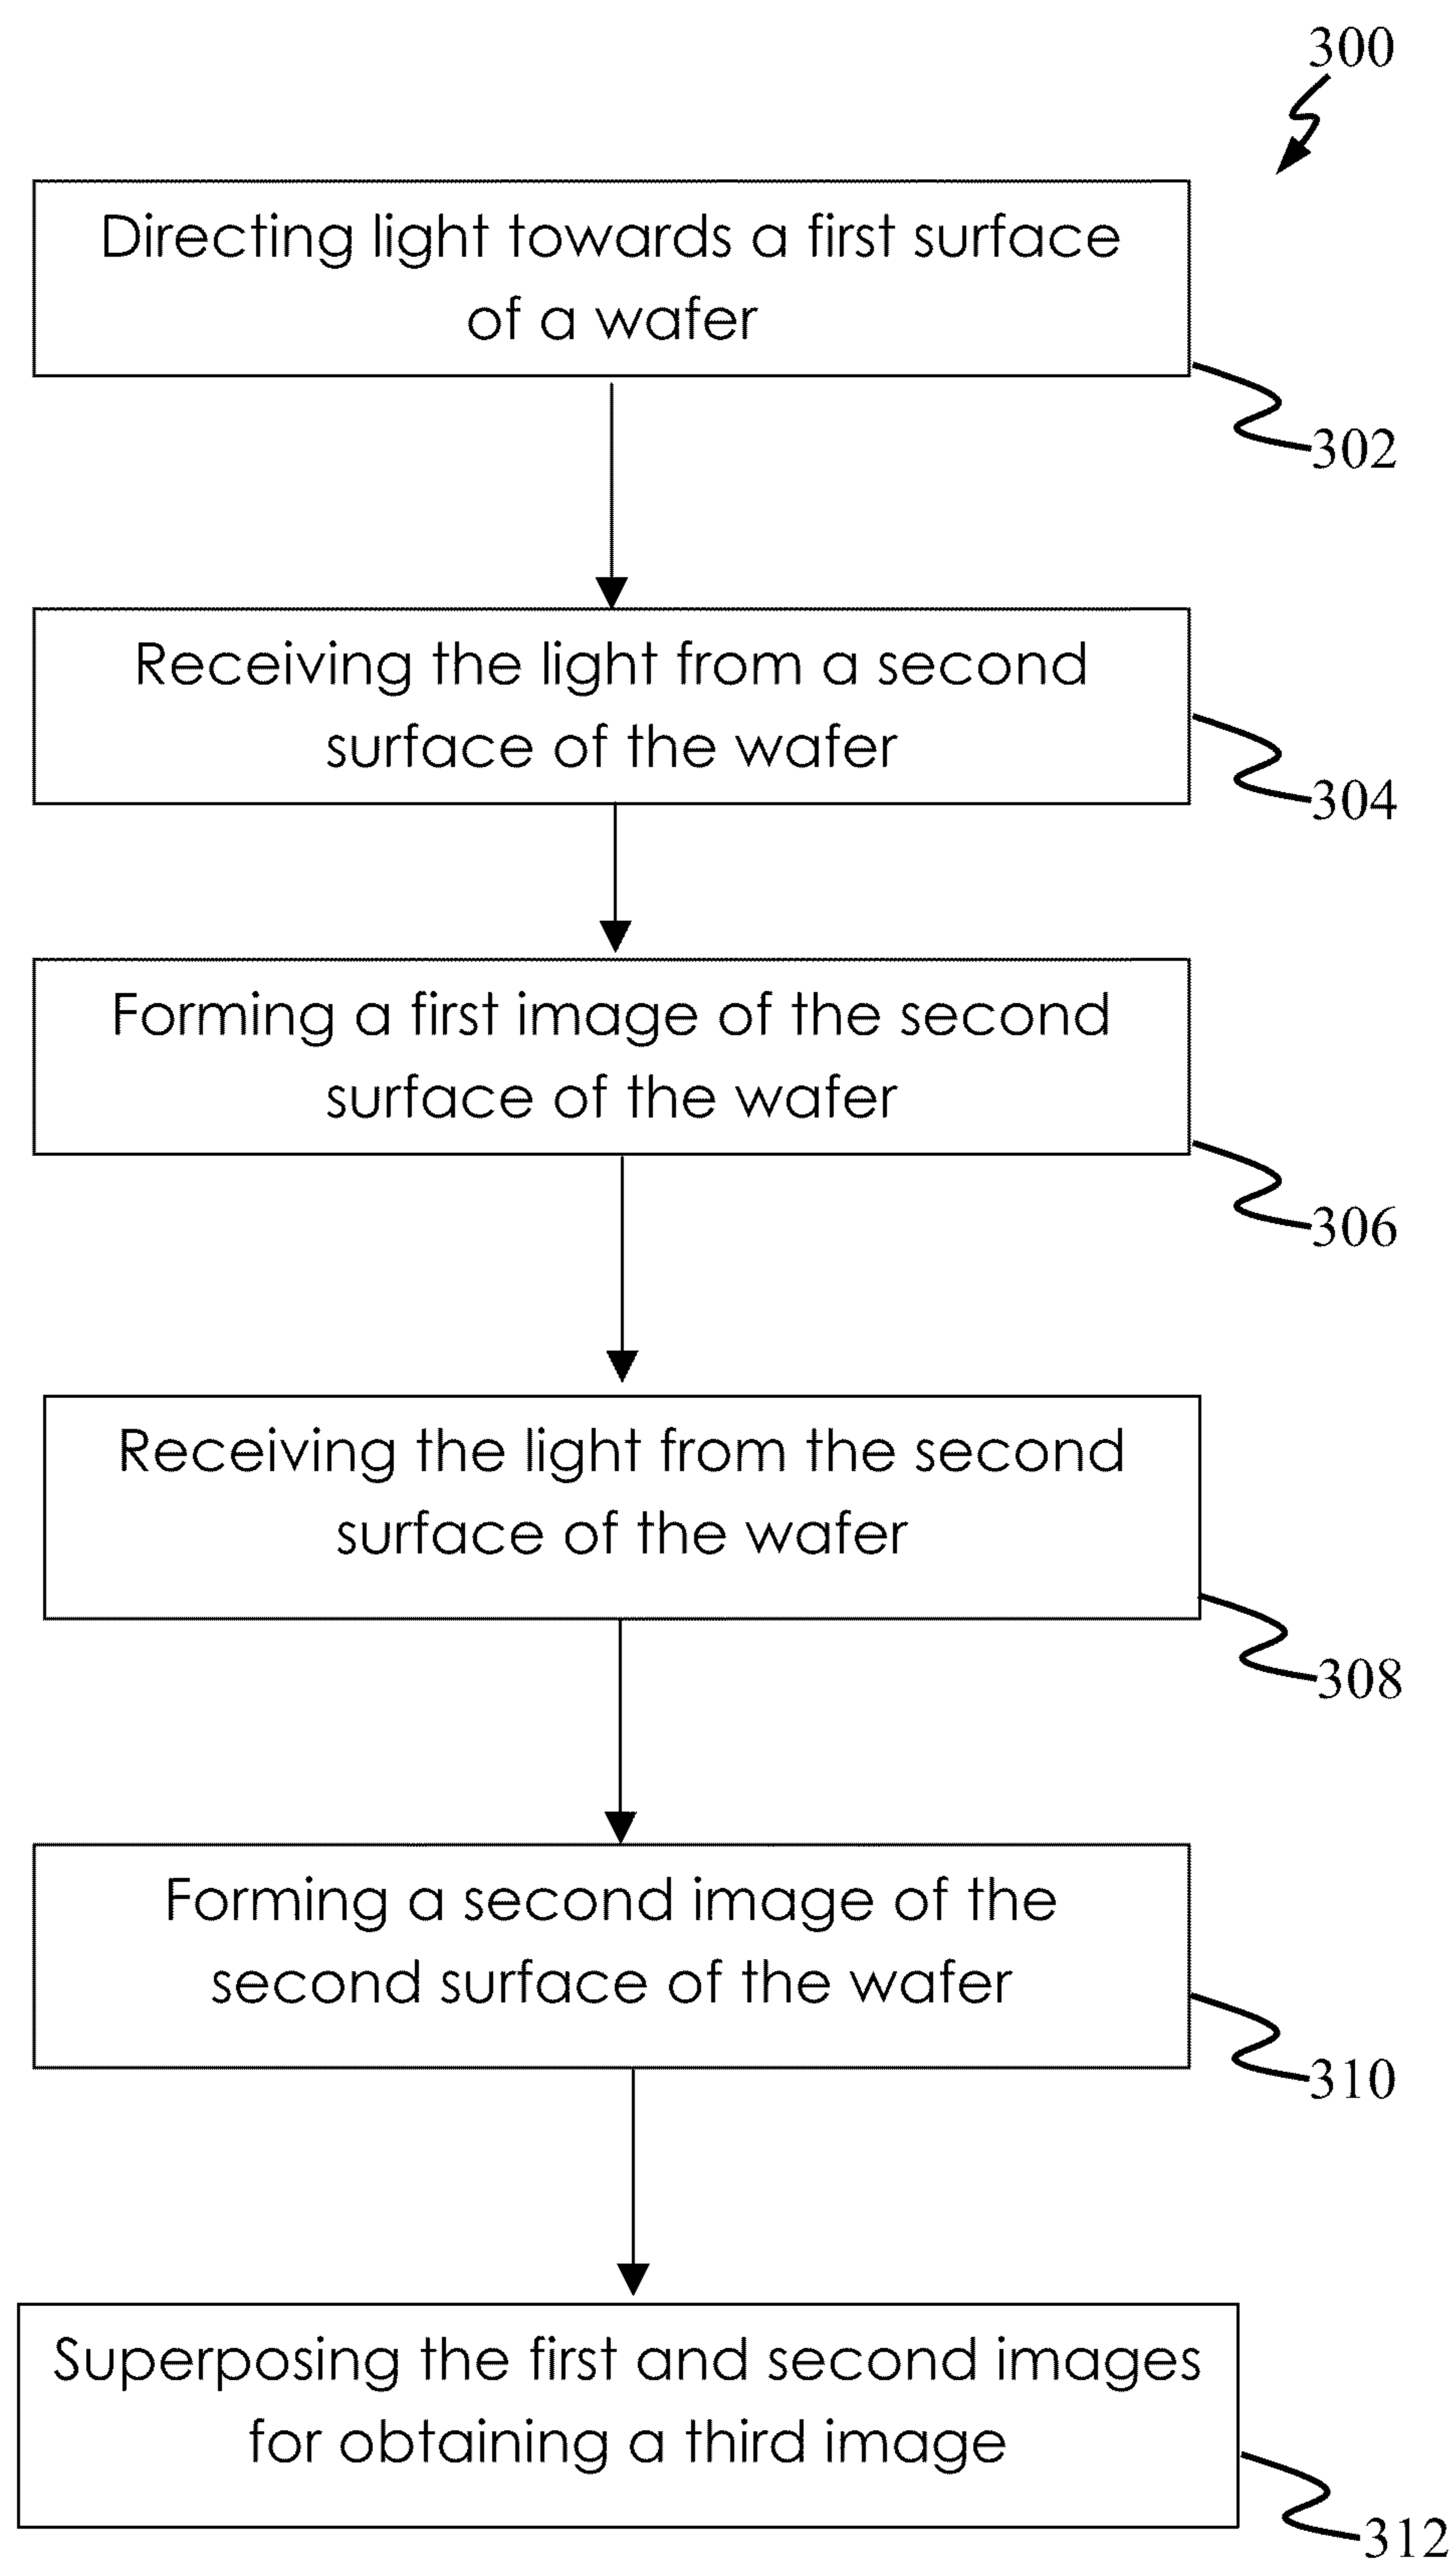 300
Directing light towards a first surface
of a wafer
302
Receiving the light from a second
surface of the wafer
304
Forming a first image of the second
surface of the wafer
306
Receiving the light from the second
surface of the wafer
308
Forming a second image of the
second surface of the wafer
310
Superposing the first and second images
for obtaining a third image
312